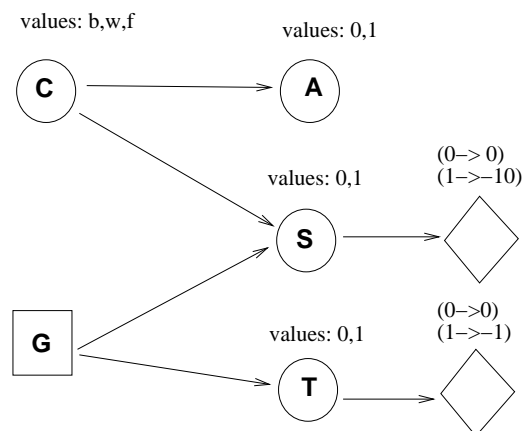 values: b,w,f
values: 0,1
C
A
(0–> 0)
(1–>–10)
values: 0,1
S
(0–>0)
(1–>–1)
values: 0,1
G
T